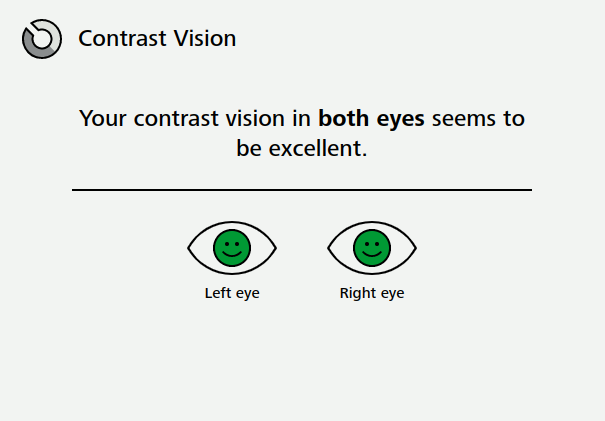 Contrast Vision
Your contrast vision in both eyes seems to
be excellent.
Left eye
Right eye